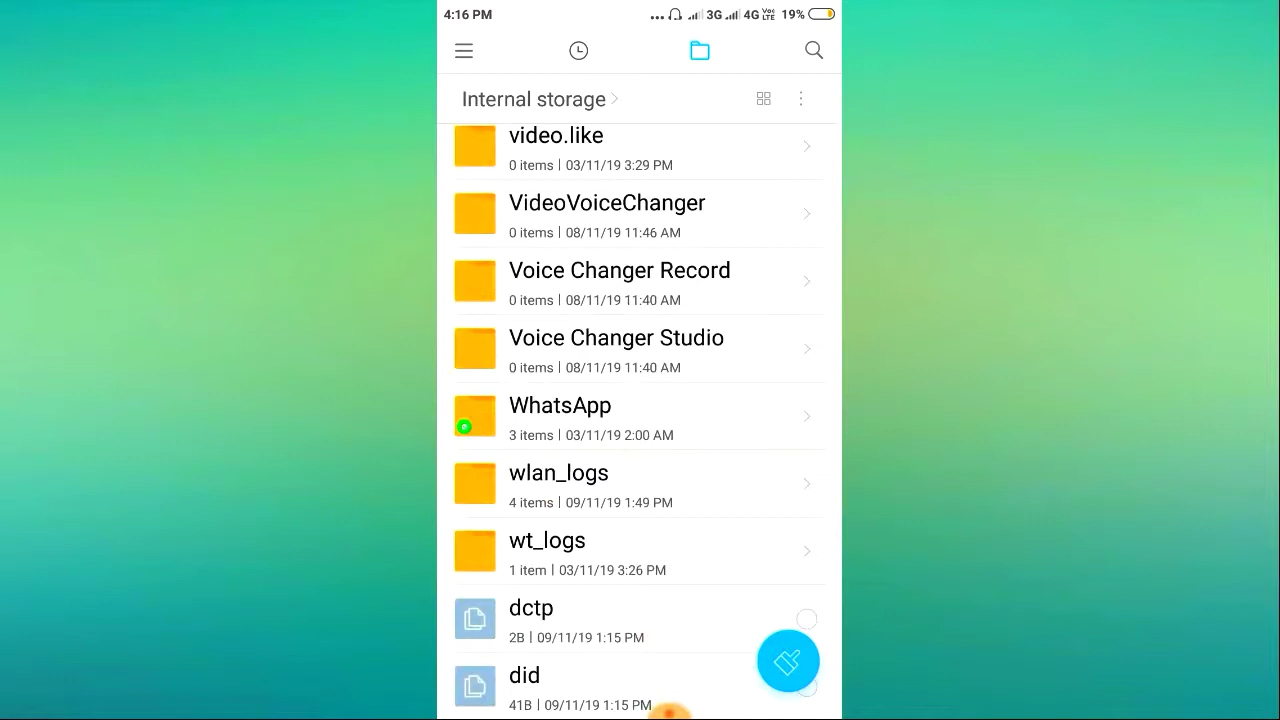 4:16 PM
3G 4G Vo) LTE 19%
Internal storage
video.like
0 items | 03/11/19 3:29 PM
VideoVoiceChanger
0 items | 08/11/19 11:46 AM
Voice Changer Record
0 items | 08/11/19 11:40 AM
Voice Changer Studio
0 items | 08/11/19 11:40 AM
WhatsApp
3 items | 03/11/19 2:00 AM
wlan_logs
4 items | 09/11/19 1:49 PM
wt_logs
1 item | 03/11/19 3:26 PM
dctp
2B | 09/11/19 1:15 PM
did
41B | 09/11/19 1:15 PM